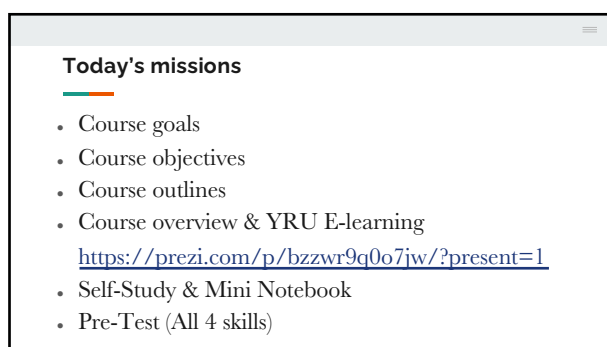 Today's missions
• Course goals
• Course objectives
• Course outlines
• Course overview & YRU E-learning
https://prezi.com/p/bzzwr9q0o7jw/?present=1
• Self-Study & Mini Notebook
• Pre-Test (All 4 skills)